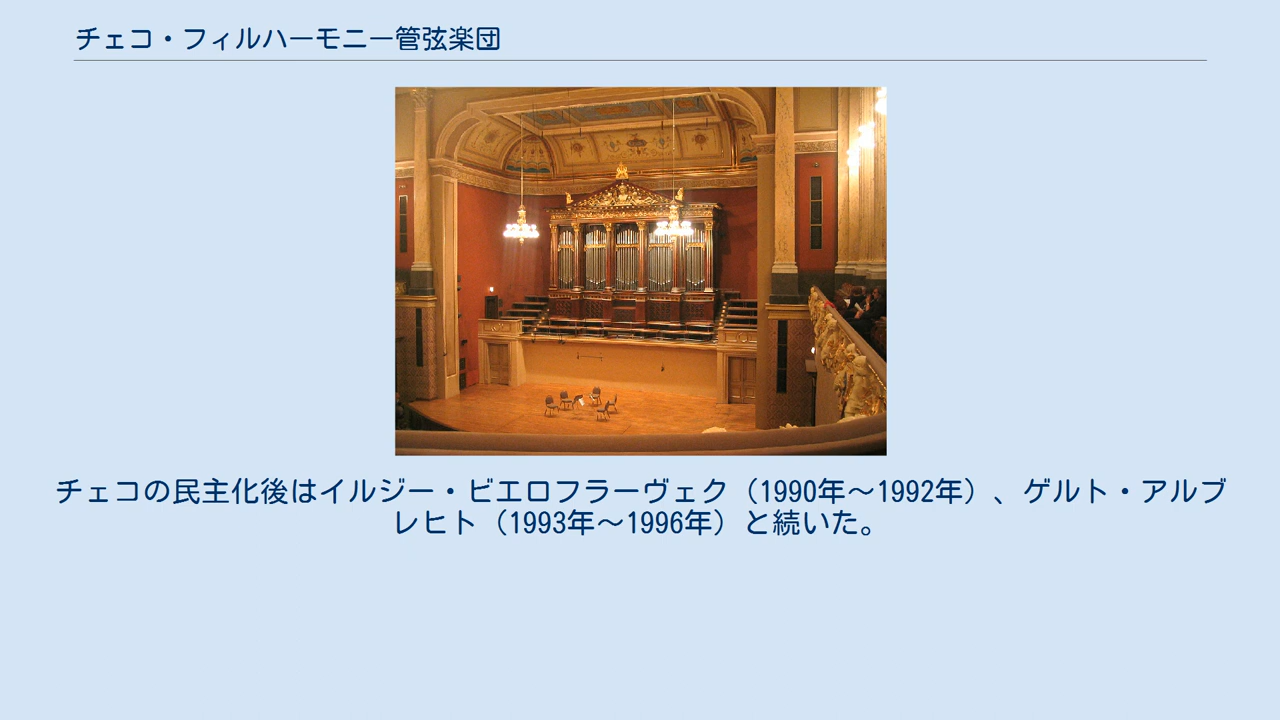 チェコ・フィルハーモニー管弦楽団
チェコの民主化後はイルジー・ビエロフラーヴェク（1990年～1992年）、ゲルト・アルブ
レヒト（1993年～1996年）と続いた。